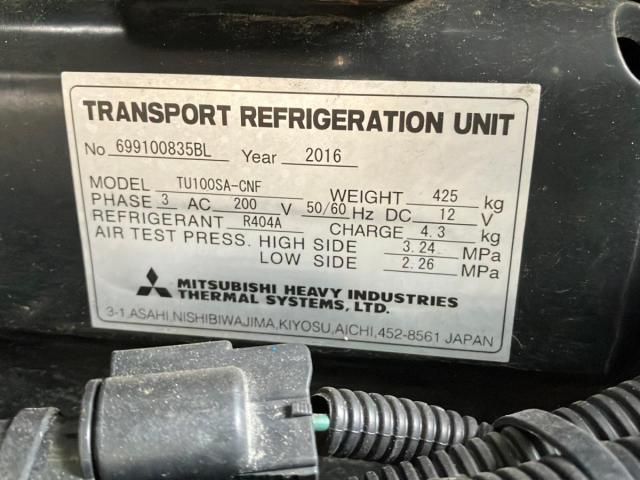 TRANSPORT REFRIGERATION UNIT
No 699100835BL Year 2016
MODEL TU100SA-CNF WEIGHT 425 kg
PHASE 3 AC 200 V 50/60 Hz DC 12 V
REFRIGERANT R404A CHARGE 4.3 kg
AIR TEST PRESS. HIGH SIDE 3.24 MPa
LOW SIDE 2.26 MPa
MITSUBISHI HEAVY INDUSTRIES
THERMAL SYSTEMS, LTD.
3-1,ASAHI,NISHIBIWAJIMA,KIYOSU,AICHI,452-8561 JAPAN